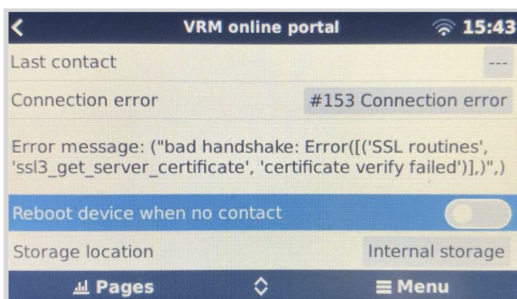 VRM online portal 15:43
Last contact ---
Connection error #153 Connection error
Error message: ("bad handshake: Error([('SSL routines',
'ssl3_get_server_certificate', 'certificate verify failed')],)",)
Reboot device when no contact
Storage location Internal storage
Pages Menu